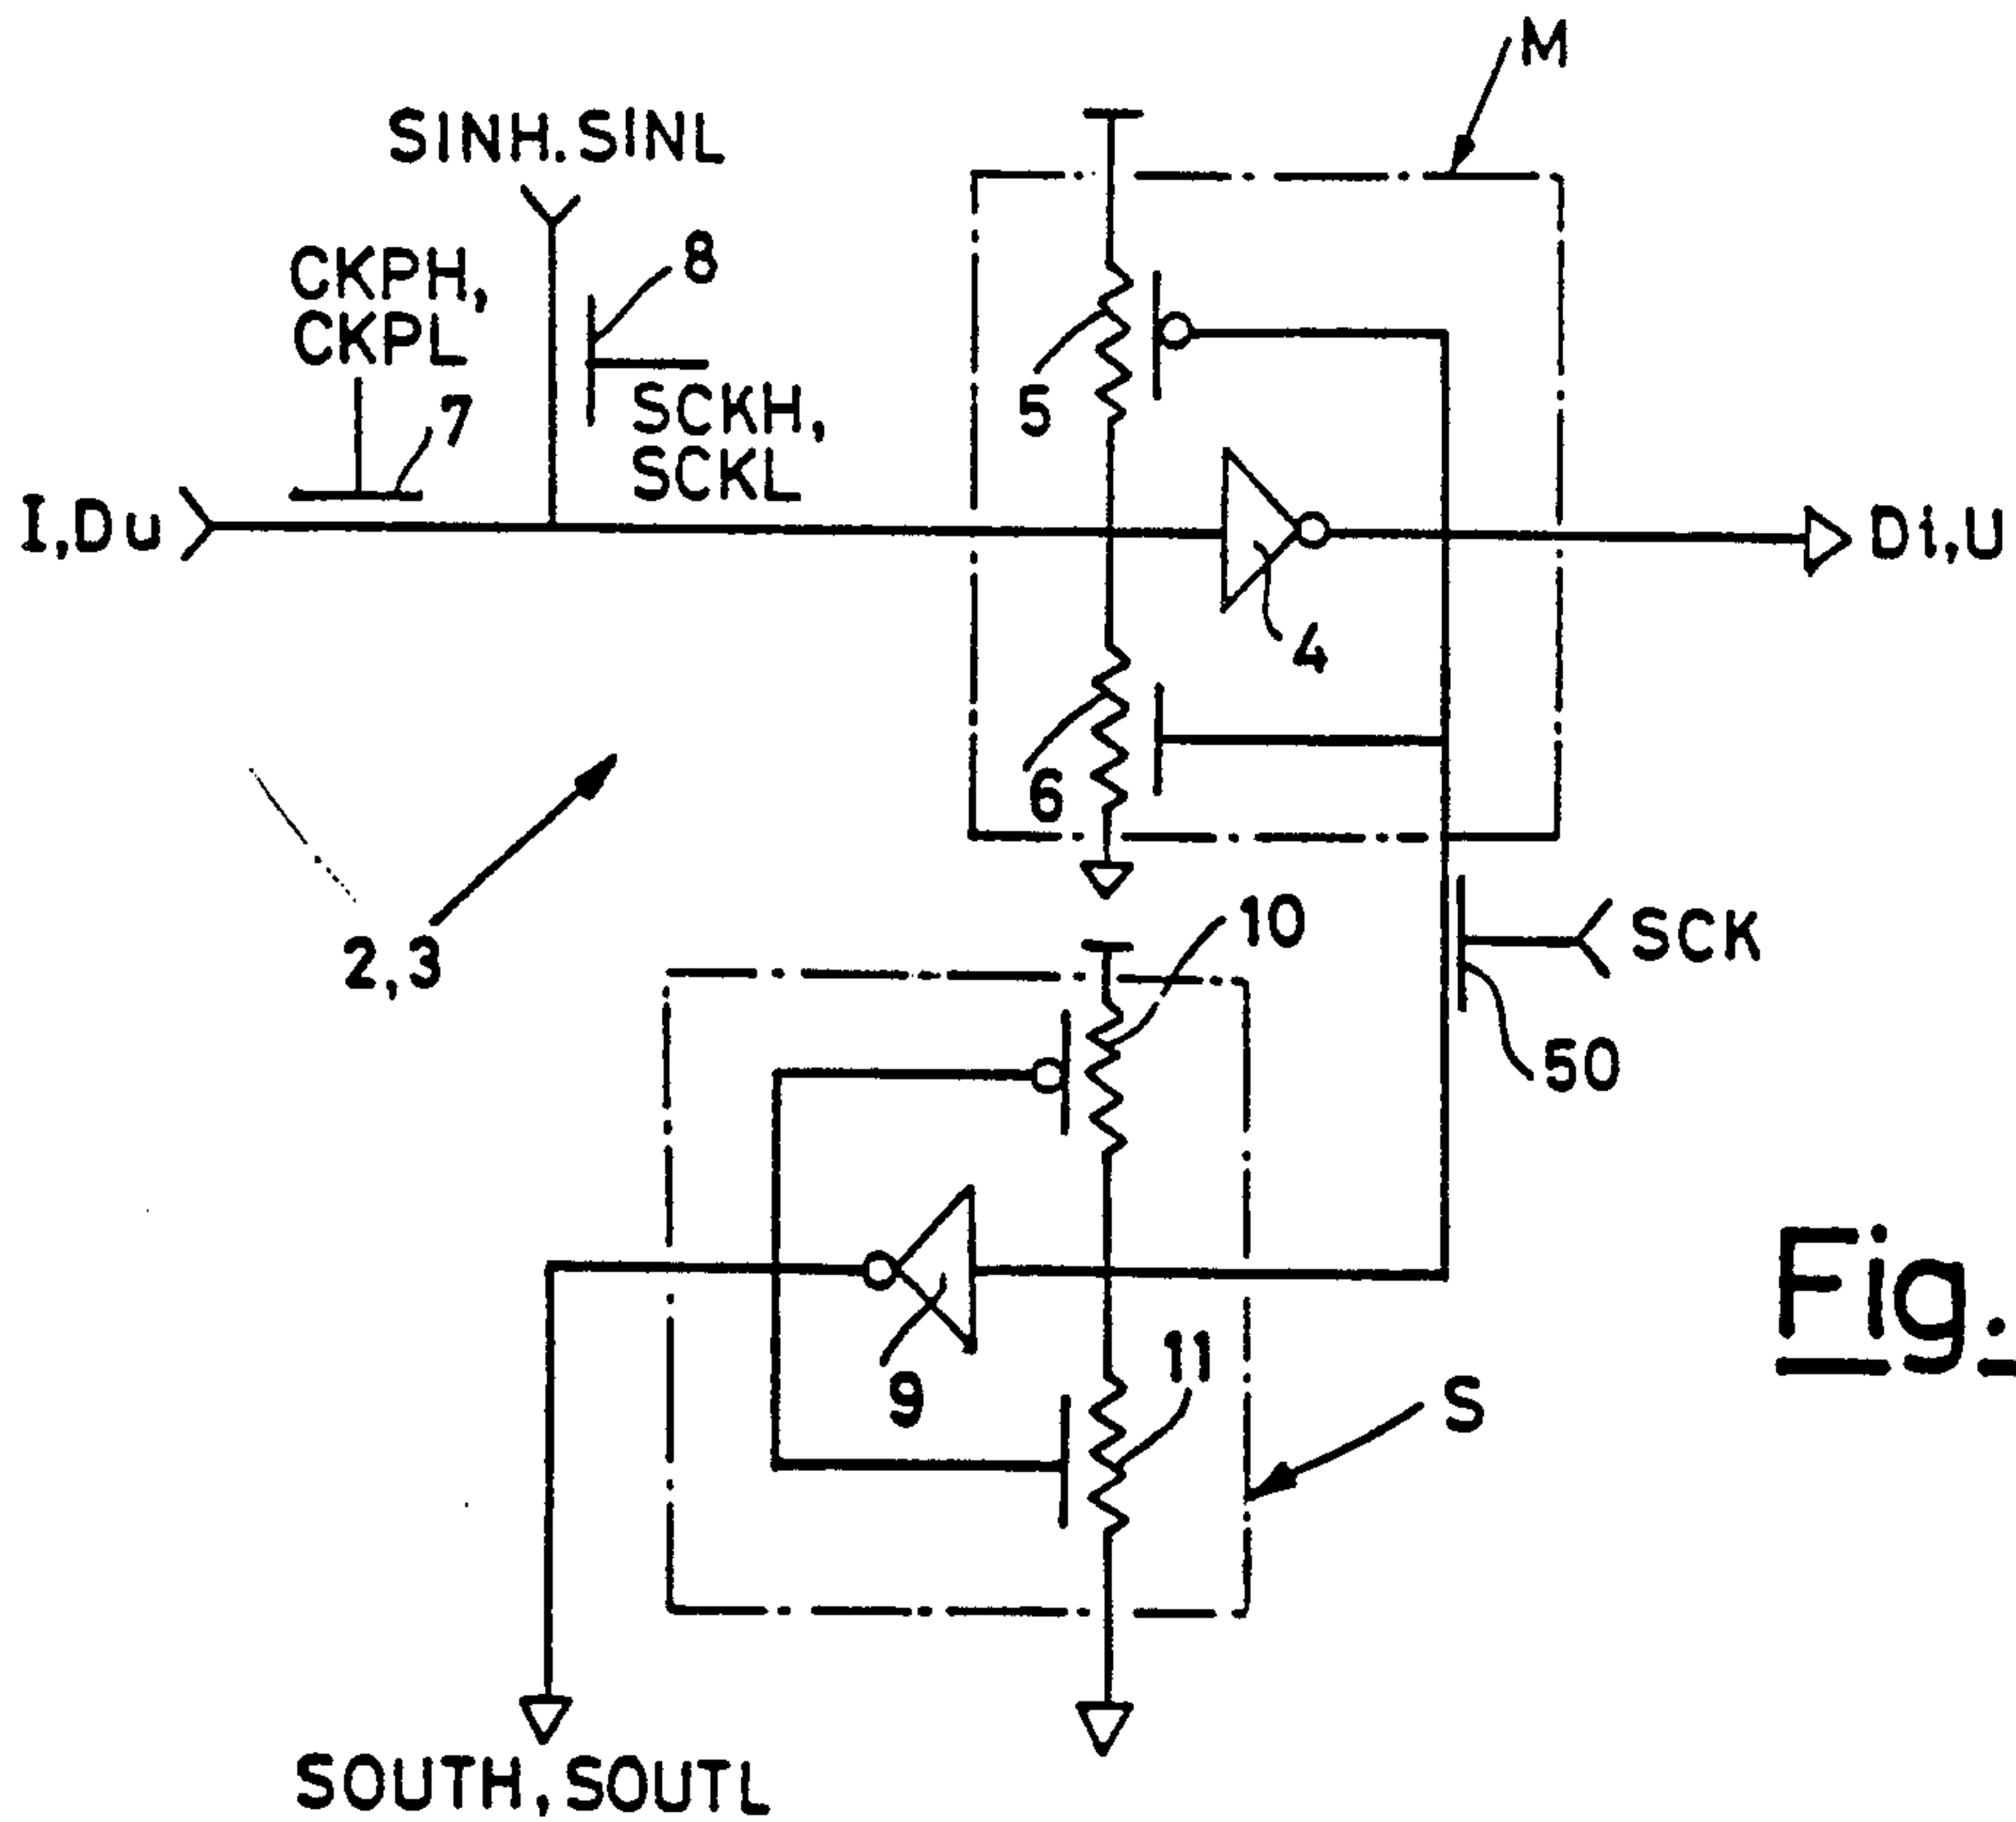 M
SINH.SINL
CKPH,
CKPL
8
7
SCKH,
SCKL
5
I,Du
Di,U
4
6
2,3
10
SCK
50
9
11
S
Fig.
SOUTH,SOUTL